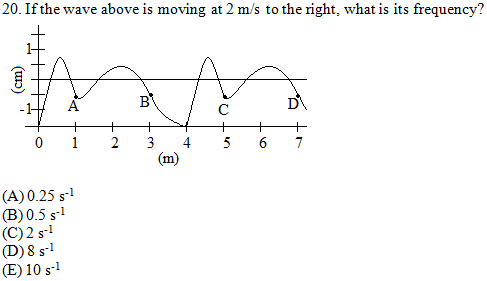 20. If the wave above is moving at 2 m/s to the right, what is its frequency?
1
(cm)
-1
A B C D
0 1 2 3 4 5 6 7
(m)
(A) 0.25 s⁻¹
(B) 0.5 s⁻¹
(C) 2 s⁻¹
(D) 8 s⁻¹
(E) 10 s⁻¹